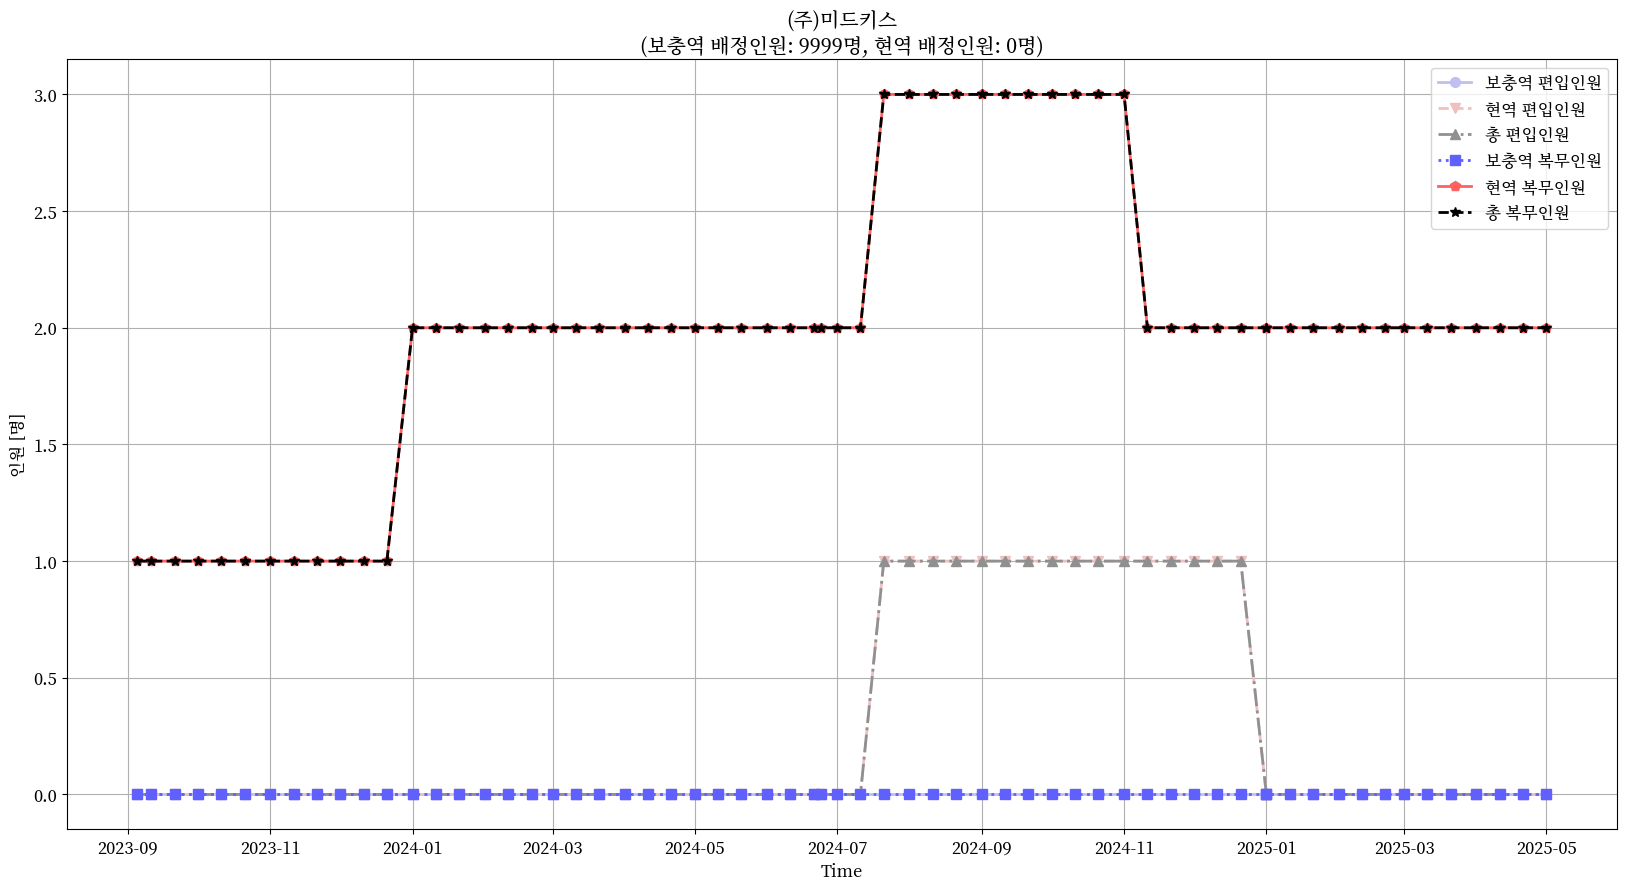 (주)미드키스
(보충역 배정인원: 9999명, 현역 배정인원: 0명)
보충역 편입인원
현역 편입인원
총 편입인원
보충역 복무인원
현역 복무인원
총 복무인원
인원 [명]
3.0
2.5
2.0
1.5
1.0
0.5
0.0
2023-09
2023-11
2024-01
2024-03
2024-05
2024-07
2024-09
2024-11
2025-01
2025-03
2025-05
Time